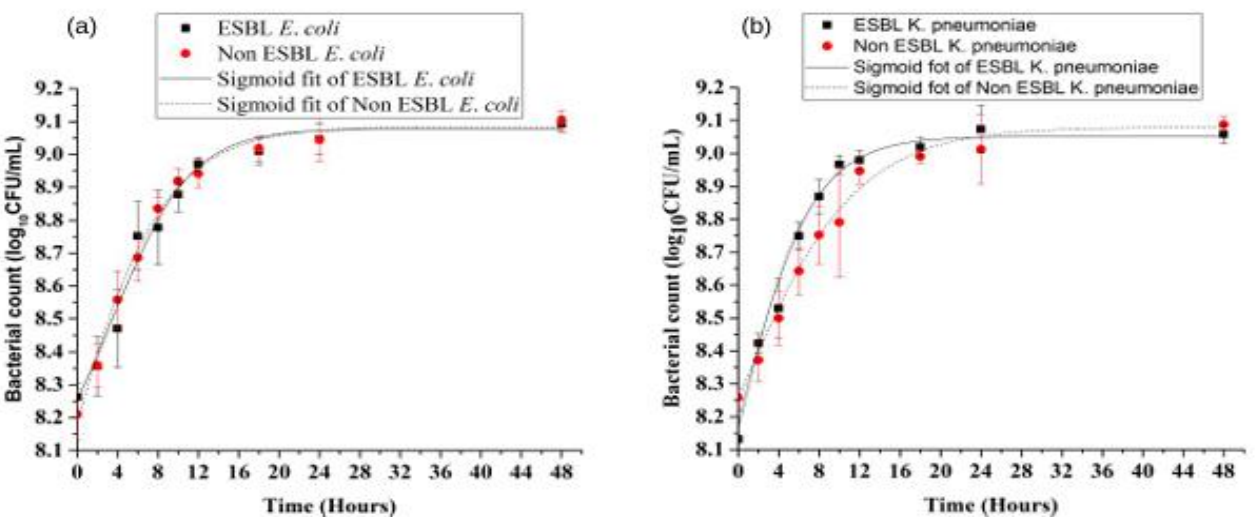 (a)
ESBL E. coli
Non ESBL E. coli
Sigmoid fit of ESBL E. coli
Sigmoid fit of Non ESBL E. coli
9.2
9.1
9.0
8.9
8.8
8.7
8.6
8.5
8.4
8.3
8.2
8.1
Bacterial count (log10CFU/mL)
0 4 8 12 16 20 24 28 32 36 40 44 48
Time (Hours)
(b)
ESBL K. pneumoniae
Non ESBL K. pneumoniae
Sigmoid fot of ESBL K. pneumoniae
Sigmoid fot of Non ESBL K. pneumoniae
9.2
9.1
9.0
8.9
8.8
8.7
8.6
8.5
8.4
8.3
8.2
8.1
Bacterial count (log10CFU/mL)
0 4 8 12 16 20 24 28 32 36 40 44 48
Time (Hours)